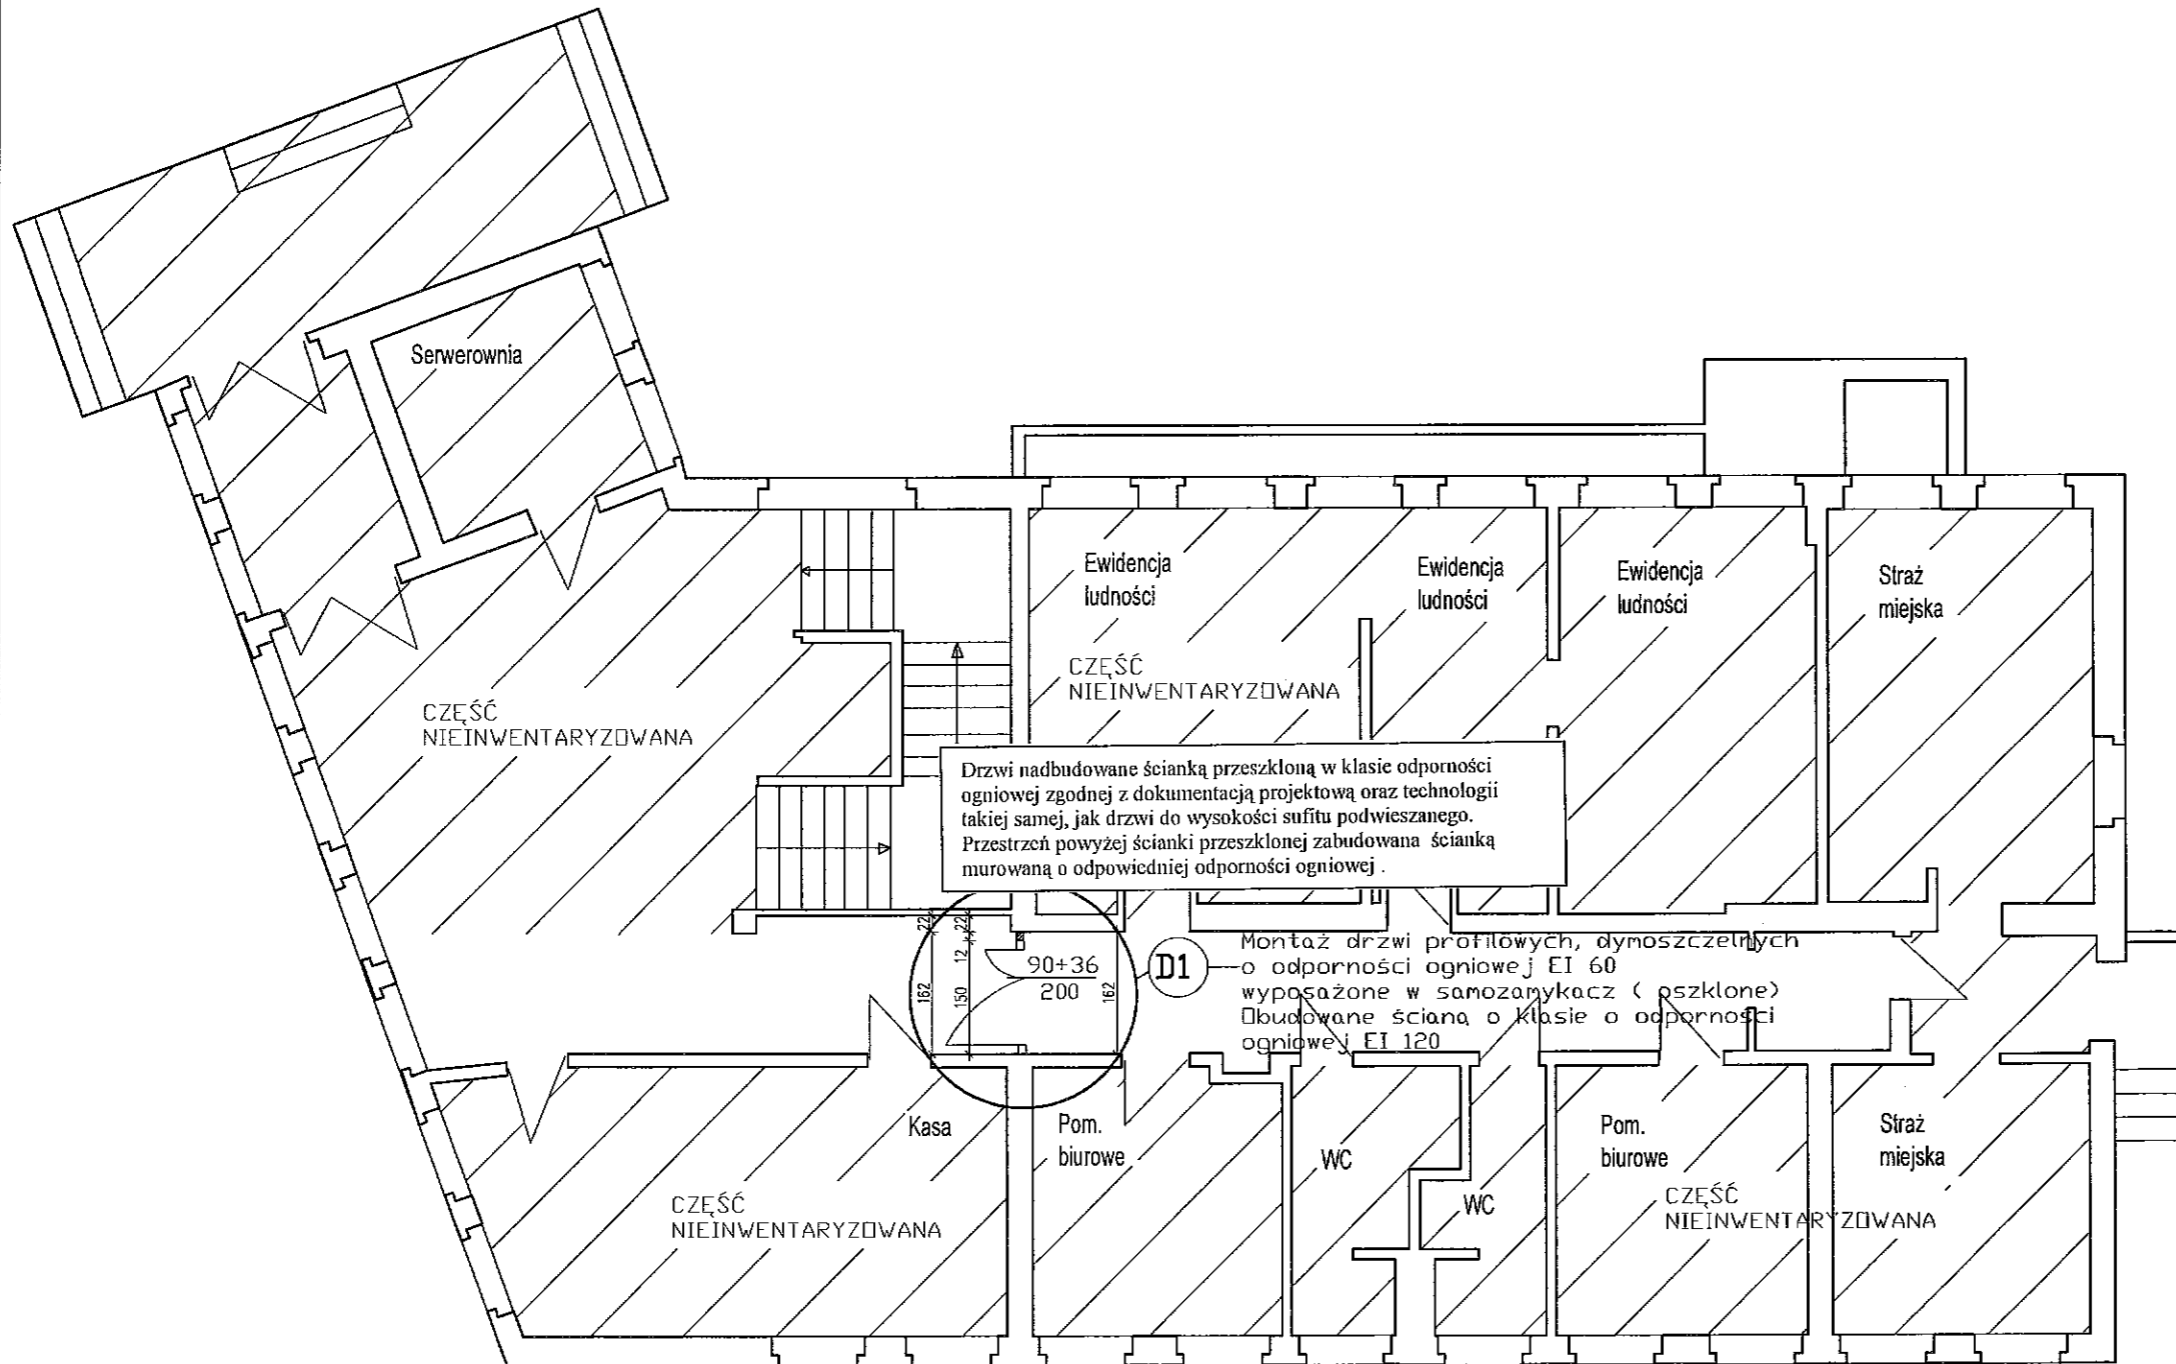 Serwerownia
Ewidencja
ludności
Ewidencja
ludności
Ewidencja
ludności
Straż
miejska
CZĘŚĆ
NIEINWENTARYZOWANA
CZĘŚĆ
NIEINWENTARYZOWANA
Drzwi nadbudowane ścianką przeszkloną w klasie odporności
ogniowej zgodnej z dokumentacją projektową oraz technologii
takiej samej, jak drzwi do wysokości sufitu podwieszanego.
Przestrzeń powyżej ścianki przeszklonej zabudowana ścianką
murowaną o odpowiedniej odporności ogniowej .
22
22
12
162
150
90+36
200
162
D1
Montaż drzwi profilowych, dymoszczelnych
o odporności ogniowej EI 60
wyposażone w samozamykacz ( oszklone)
Obudowane ścianą o klasie o odporności
ogniowej EI 120
Kasa
Pom.
biurowe
WC
WC
Pom.
biurowe
Straż
miejska
CZĘŚĆ
NIEINWENTARYZOWANA
CZĘŚĆ
NIEINWENTARYZOWANA